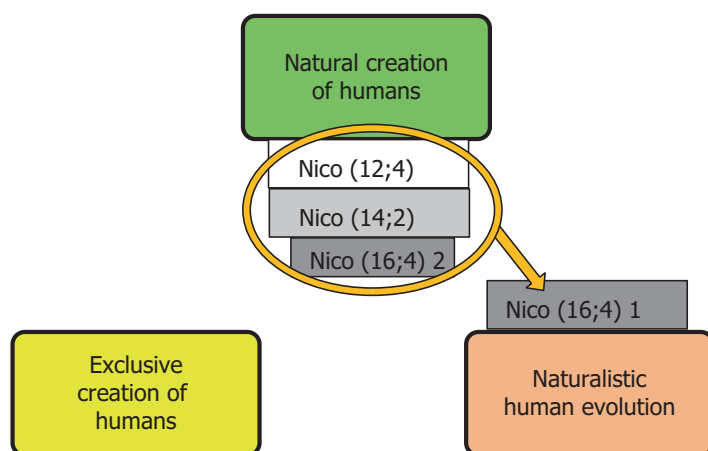 Natural creation
of humans
Nico (12;4)
Nico (14;2)
Nico (16;4) 2
Nico (16;4) 1
Exclusive
creation of
humans
Naturalistic
human evolution